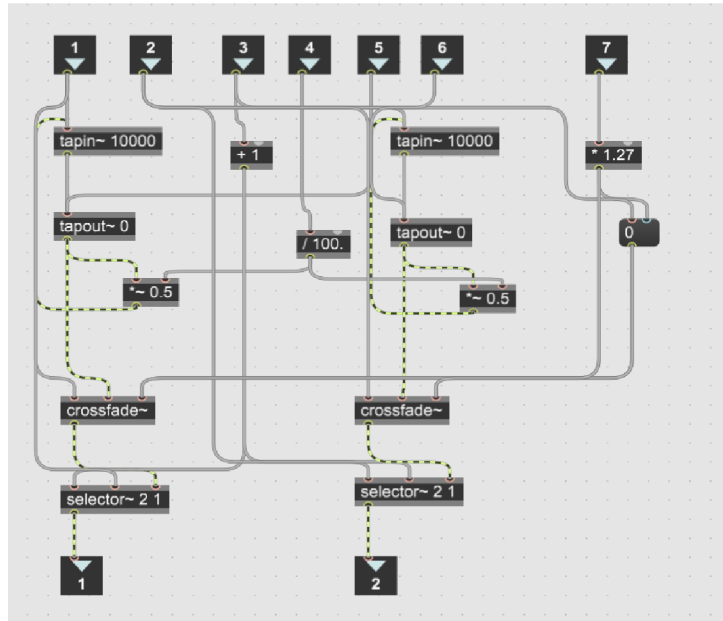 1 2 3 4 5 6 7
tapin~ 10000 tapin~ 10000
+ 1 * 1.27
tapout~ 0 tapout~ 0 0
/ 100.
*~ 0.5 *~ 0.5
crossfade~ crossfade~
selector~ 2 1 selector~ 2 1
1 2